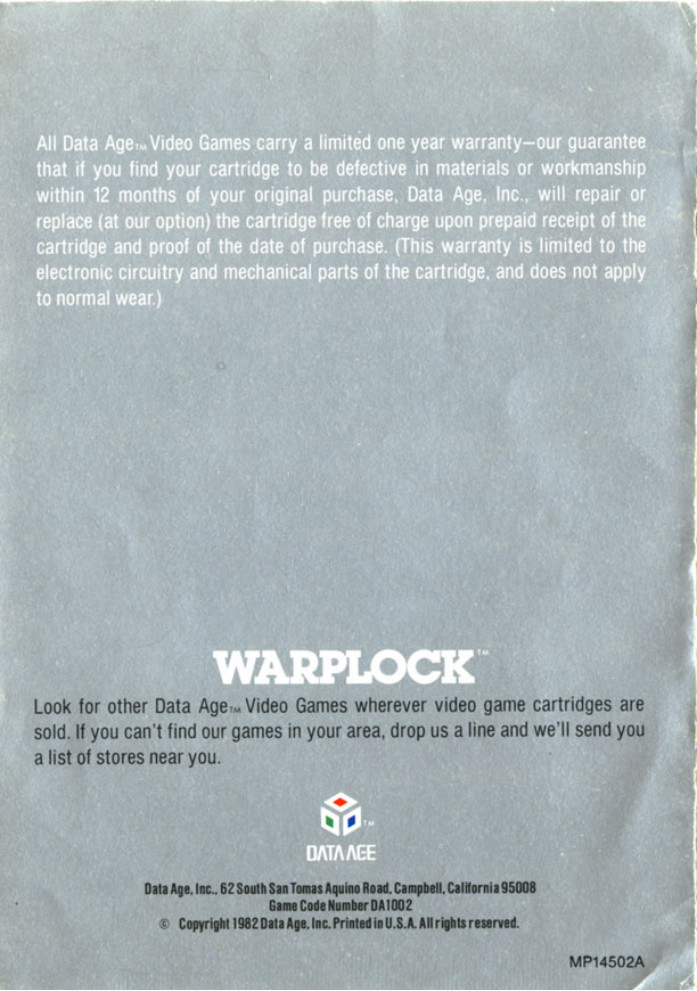 All Data Age™ Video Games carry a limited one year warranty—our guarantee
that if you find your cartridge to be defective in materials or workmanship
within 12 months of your original purchase, Data Age, Inc., will repair or
replace (at our option) the cartridge free of charge upon prepaid receipt of the
cartridge and proof of the date of purchase. (This warranty is limited to the
electronic circuitry and mechanical parts of the cartridge, and does not apply
to normal wear.)
WARPLOCK™
Look for other Data Age™ Video Games wherever video game cartridges are
sold. If you can't find our games in your area, drop us a line and we'll send you
a list of stores near you.
TM
DATA AGE
Data Age, Inc., 62 South San Tomas Aquino Road, Campbell, California 95008
Game Code Number DA1002
© Copyright 1982 Data Age, Inc. Printed in U.S.A. All rights reserved.
MP14502A